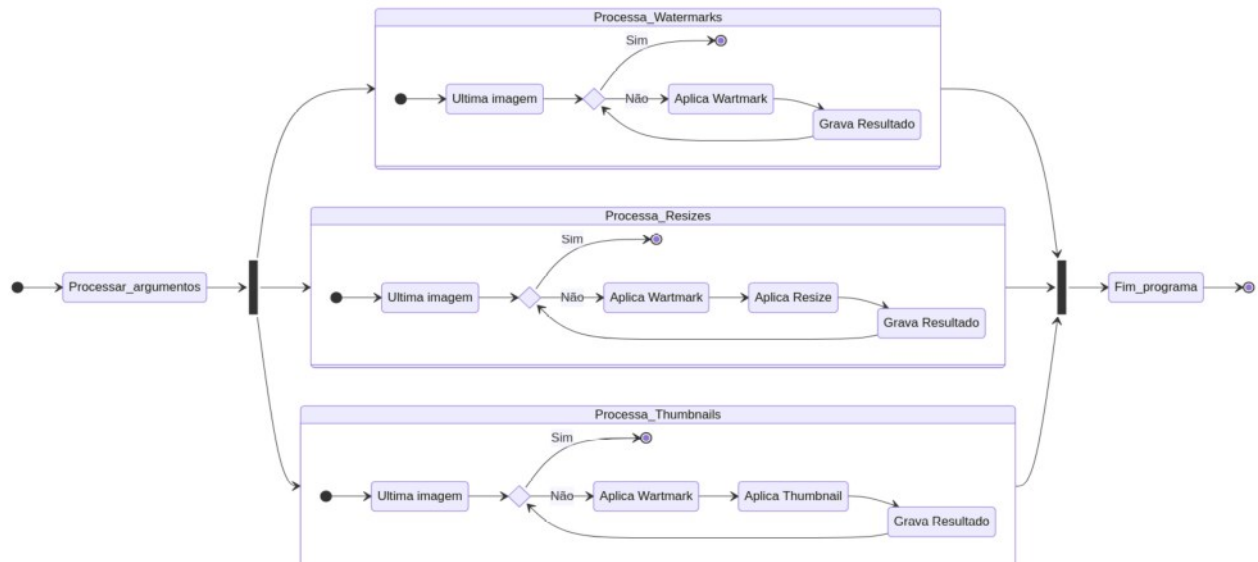 Processa_Watermarks
Sim
Ultima imagem
Não
Aplica Wartmark
Grava Resultado
Processar_argumentos
Processa_Resizes
Sim
Ultima imagem
Não
Aplica Wartmark
Aplica Resize
Grava Resultado
Fim_programa
Processa_Thumbnails
Sim
Ultima imagem
Não
Aplica Wartmark
Aplica Thumbnail
Grava Resultado